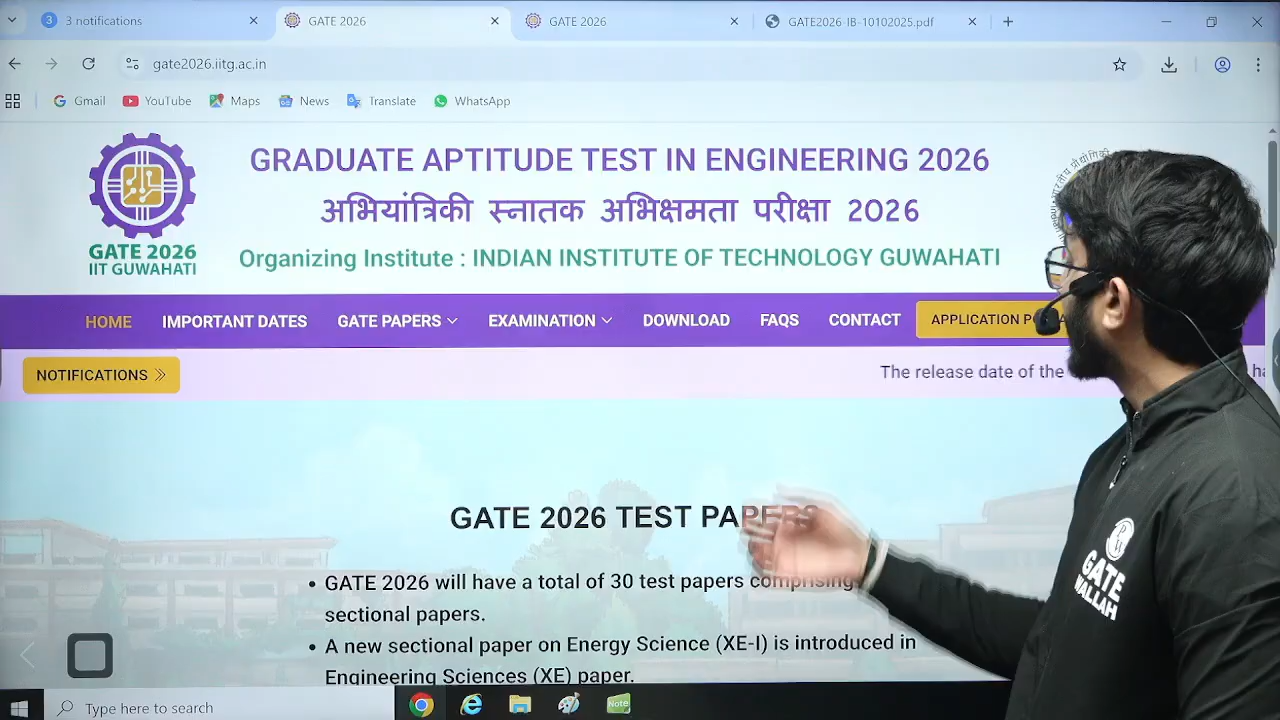 3 3 notifications
GATE 2026
GATE 2026
GATE2026-IB-10102025.pdf
gate2026.iitg.ac.in
Gmail
YouTube
Maps
News
Translate
WhatsApp
GRADUATE APTITUDE TEST IN ENGINEERING 2026
अभियांत्रिकी स्नातक अभिक्षमता परीक्षा 2026
Organizing Institute : INDIAN INSTITUTE OF TECHNOLOGY GUWAHATI
GATE 2026
IIT GUWAHATI
HOME
IMPORTANT DATES
GATE PAPERS
EXAMINATION
DOWNLOAD
FAQS
CONTACT
APPLICATION
NOTIFICATIONS
The release date of the
GATE 2026 TEST PAPERS
• GATE 2026 will have a total of 30 test papers comprising
sectional papers.
• A new sectional paper on Energy Science (XE-I) is introduced in
Engineering Sciences (XE) paper.
GATE
WALLAH
Type here to search
Note